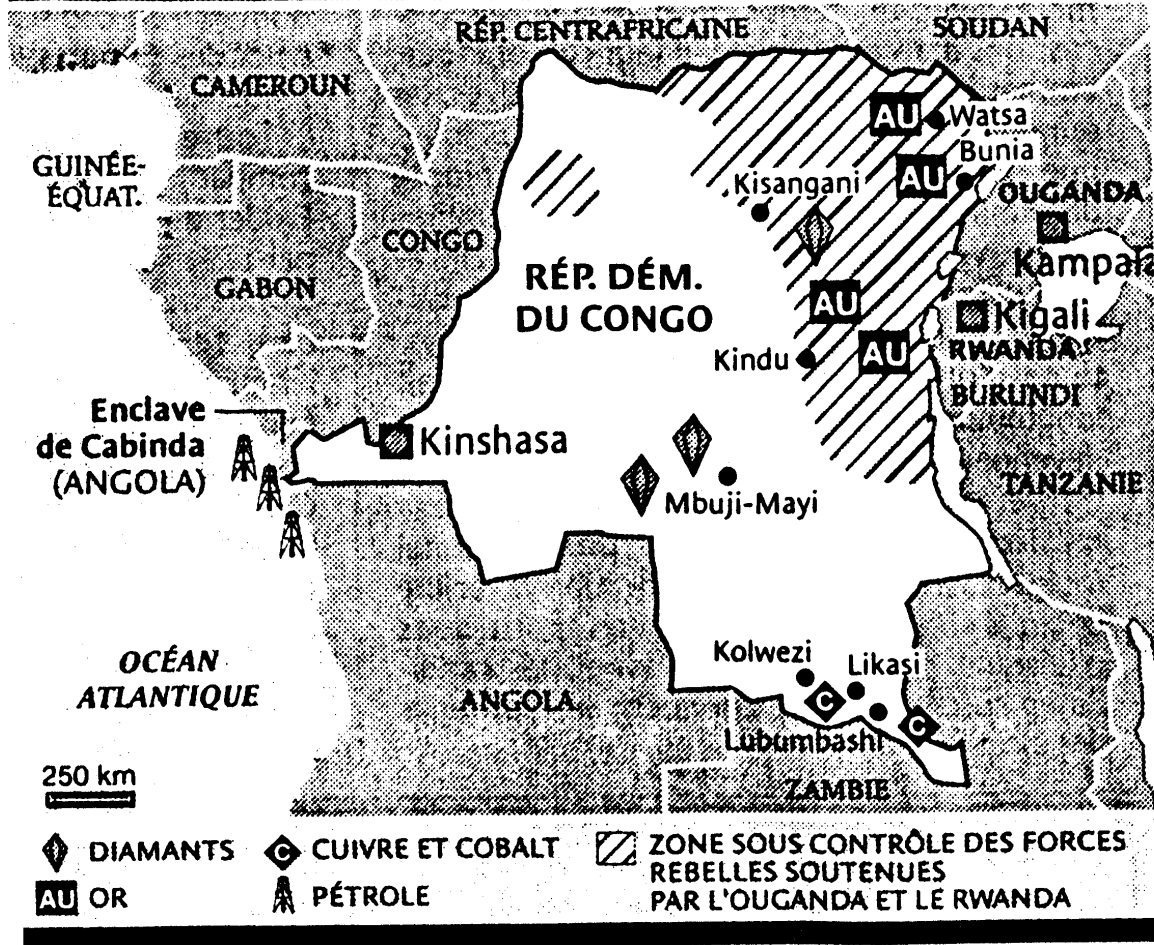 RÉP. CENTRAFRICAINE
SOUDAN
CAMEROUN
AU
Watsa
Bunia
GUINÉE-
ÉQUAT.
AU
Kisangani
OUGANDA
CONGO
Kampala
GABON
RÉP. DÉM.
DU CONGO
AU
Kigali
Kindu
AU
RWANDA
BURUNDI
Enclave
de Cabinda
(ANGOLA)
Kinshasa
TANZANIE
Mbuji-Mayi
OCÉAN
ATLANTIQUE
Kolwezi
Likasi
ANGOLA
C
C
Lubumbashi
ZAMBIE
250 km
DIAMANTS
C CUIVRE ET COBALT
ZONE SOUS CONTRÔLE DES FORCES
REBELLES SOUTENUES
PAR L'OUGANDA ET LE RWANDA
AU OR
PÉTROLE